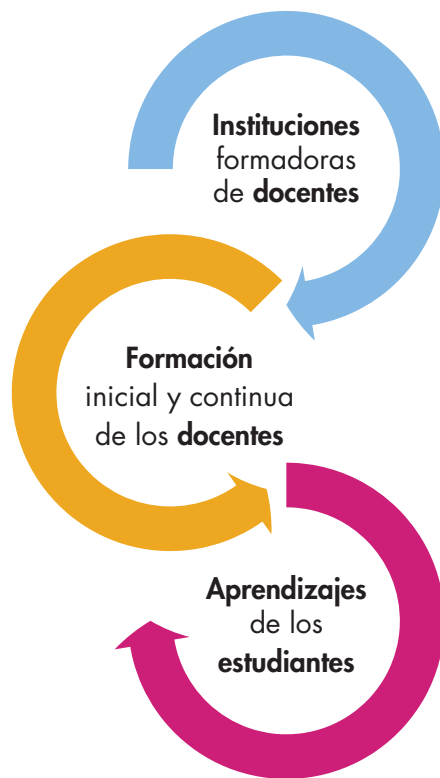 Instituciones
formadoras
de docentes
Formación
inicial y continua
de los docentes
Aprendizajes
de los
estudiantes